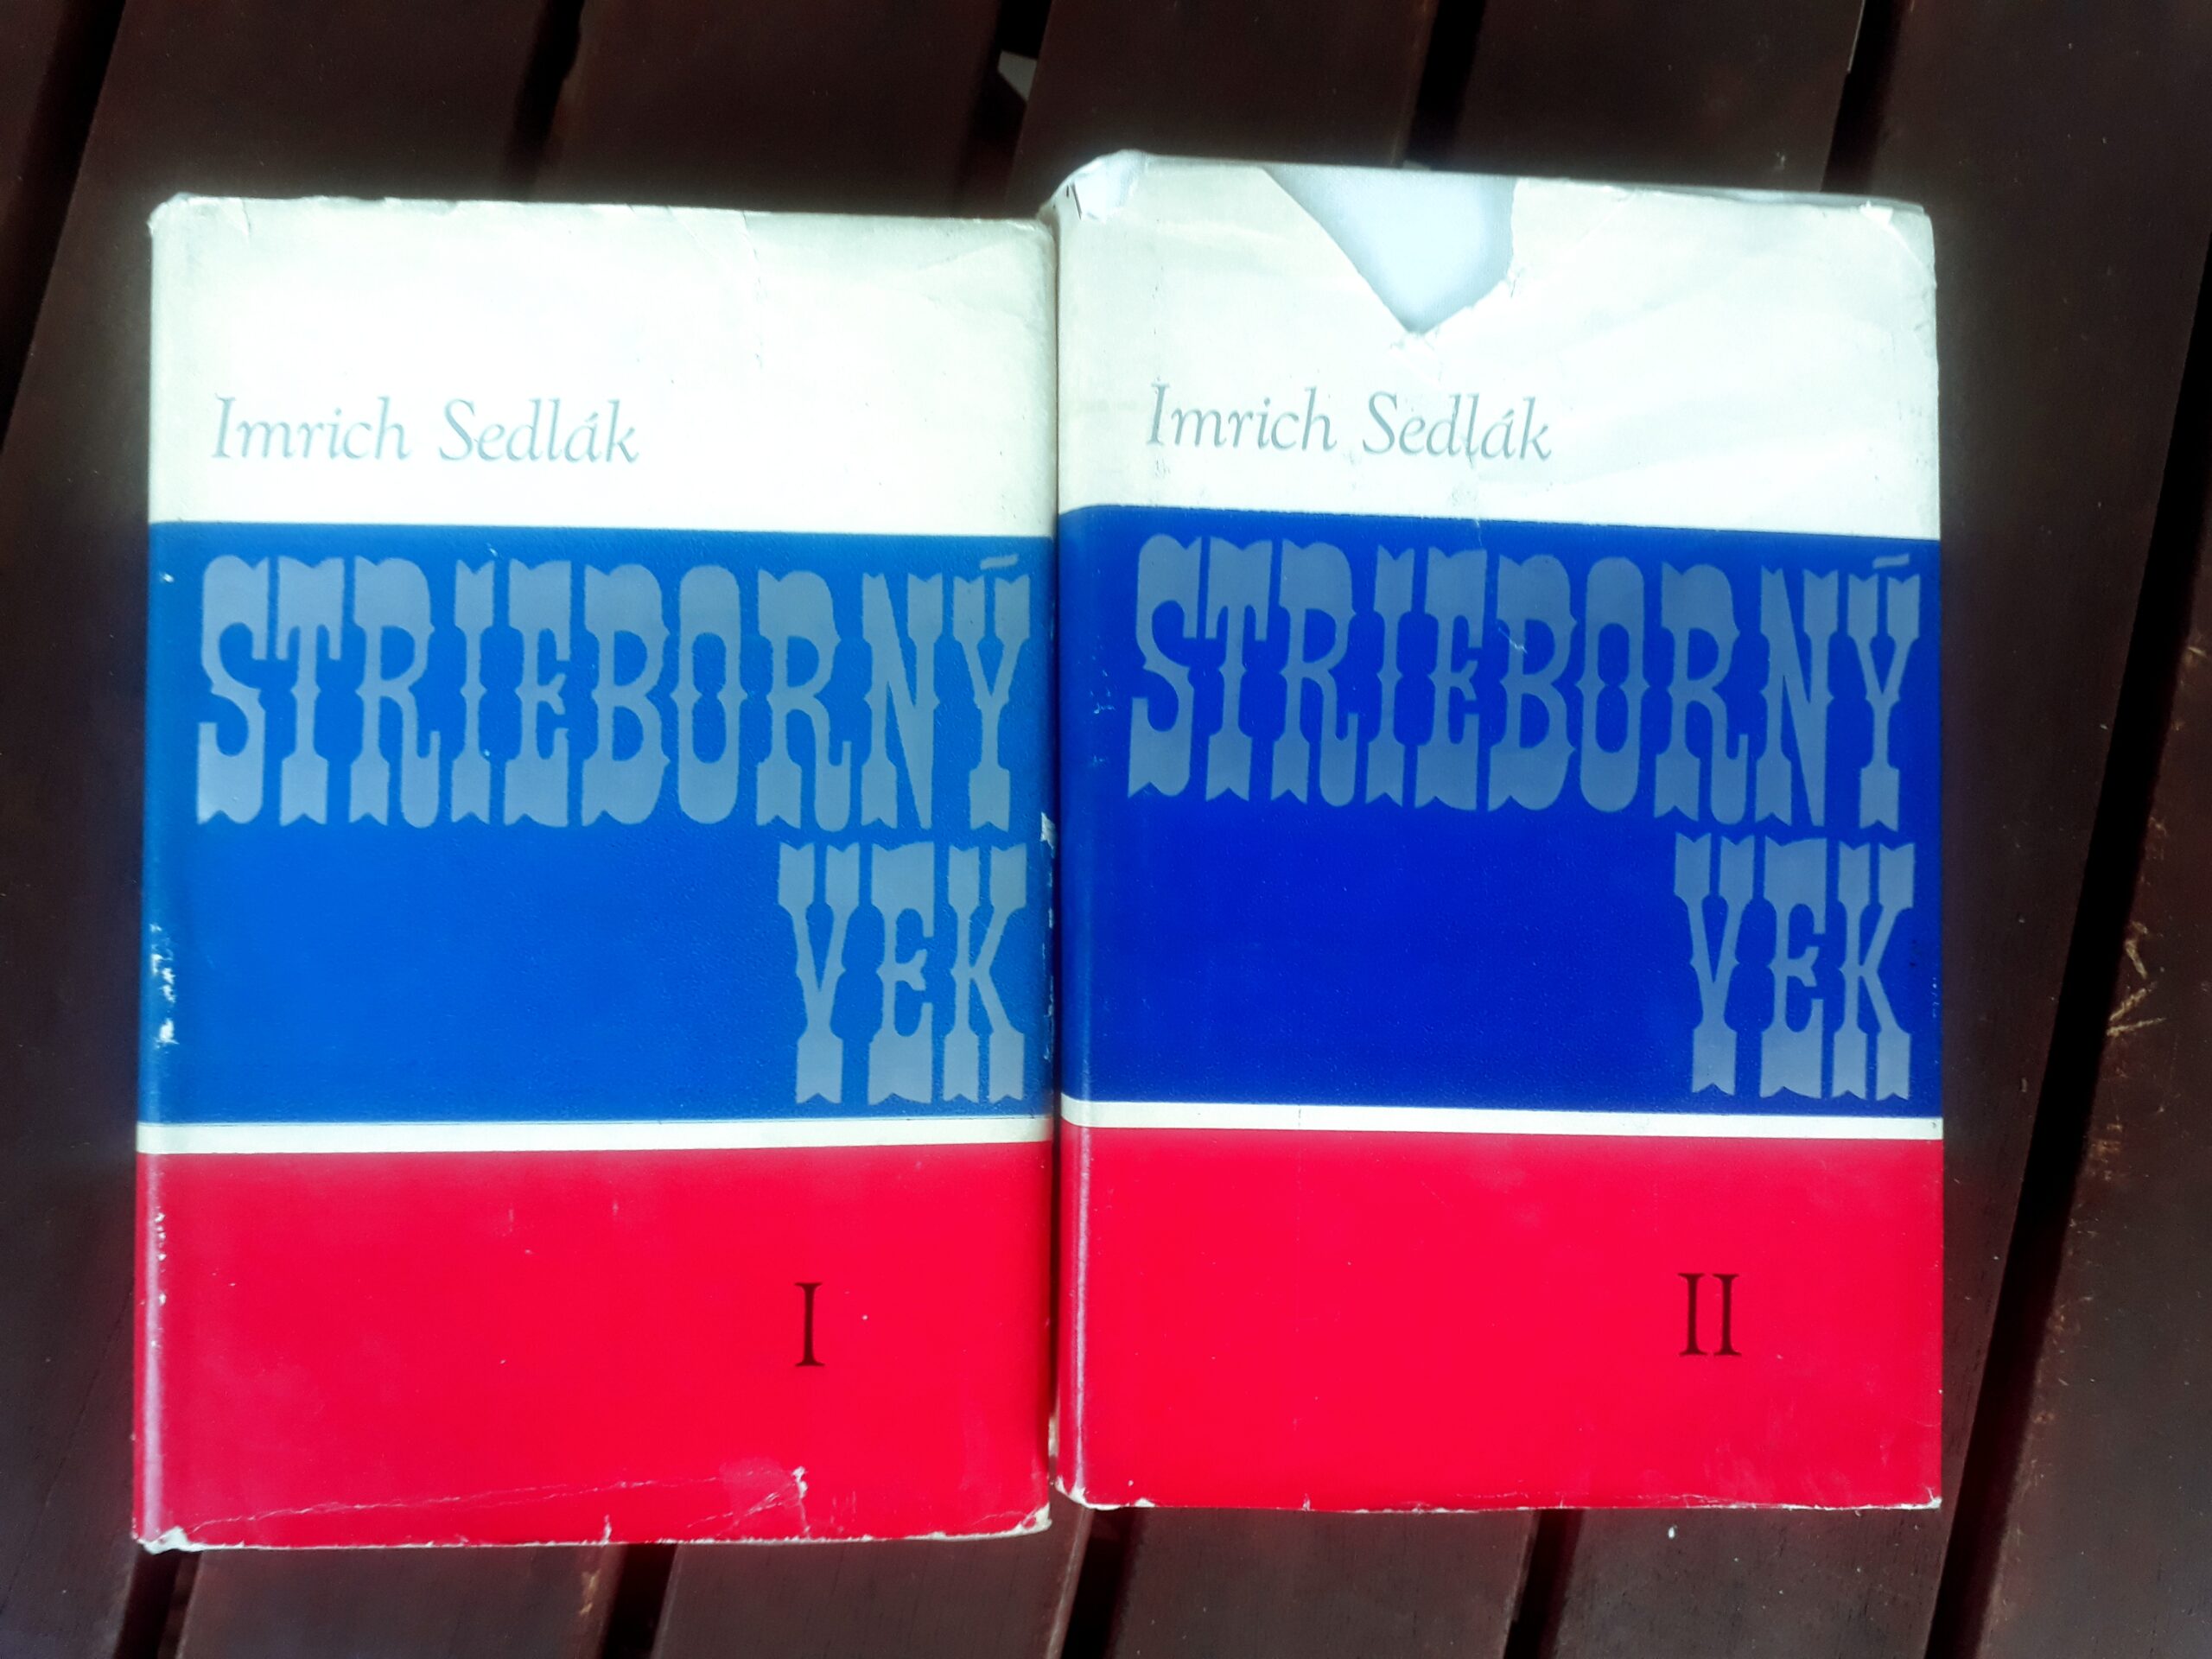 Imrich Sedlák
STRIEBORNÝ
VEK
I
Imrich Sedlák
STRIEBORNÝ
VEK
II